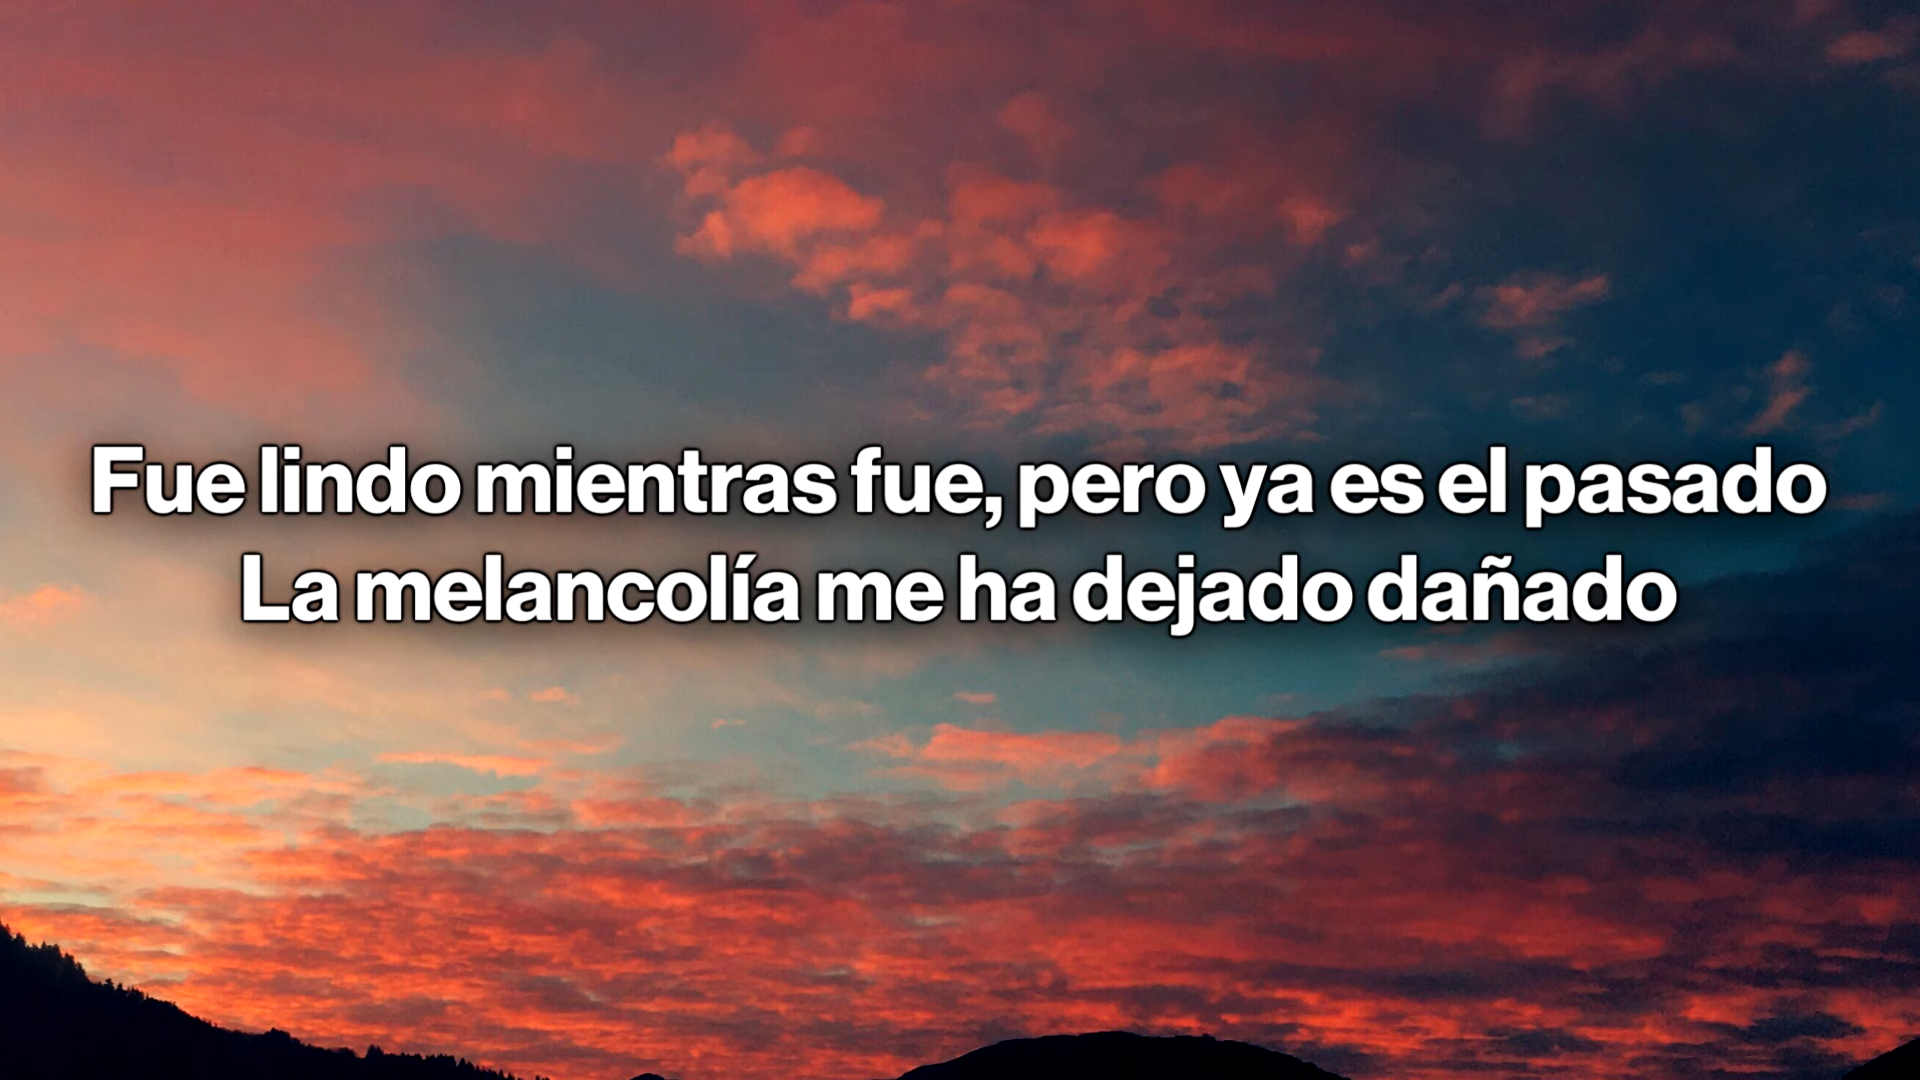 Fue lindo mientras fue, pero ya es el pasado
La melancolía me ha dejado dañado